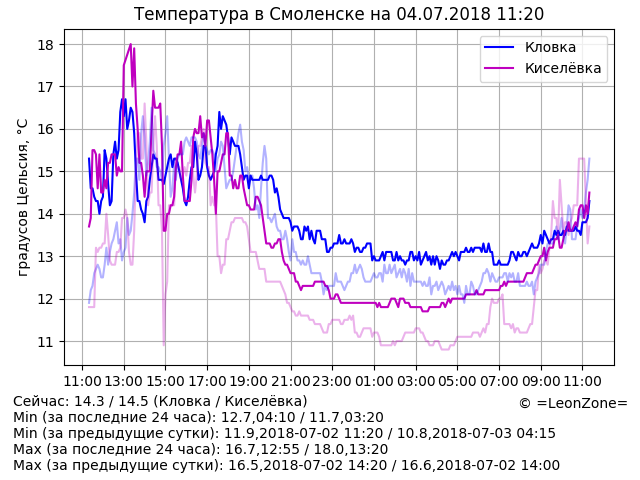 Температура в Смоленске на 04.07.2018 11:20
градусов Цельсия, °C
18
17
16
15
14
13
12
11
Кловка
Киселёвка
11:00 13:00 15:00 17:00 19:00 21:00 23:00 01:00 03:00 05:00 07:00 09:00 11:00
Сейчас: 14.3 / 14.5 (Кловка / Киселёвка)
© =LeonZone=
Min (за последние 24 часа): 12.7,04:10 / 11.7,03:20
Min (за предыдущие сутки): 11.9,2018-07-02 11:20 / 10.8,2018-07-03 04:15
Max (за последние 24 часа): 16.7,12:55 / 18.0,13:20
Max (за предыдущие сутки): 16.5,2018-07-02 14:20 / 16.6,2018-07-02 14:00